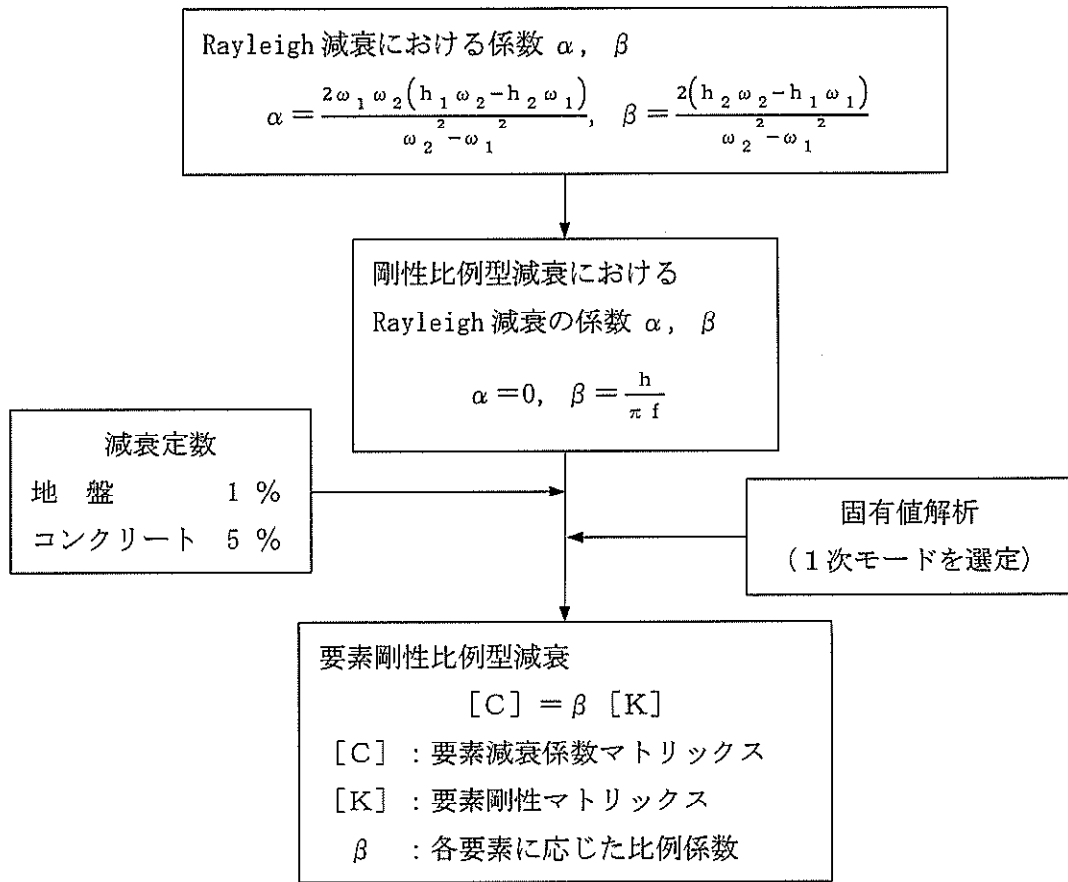 Rayleigh 減衰における係数 α, β
α=2ω₁ω₂(h₁ω₂-h₂ω₁)/(ω₂²-ω₁²), β=2(h₂ω₂-h₁ω₁)/(ω₂²-ω₁²)
剛性比例型減衰における
Rayleigh 減衰の係数 α, β
α=0, β=h/(πf)
減衰定数
地 盤 1 %
コンクリート 5 %
固有値解析
(1次モードを選定)
要素剛性比例型減衰
[C]=β [K]
[C] :要素減衰係数マトリックス
[K] :要素剛性マトリックス
β :各要素に応じた比例係数